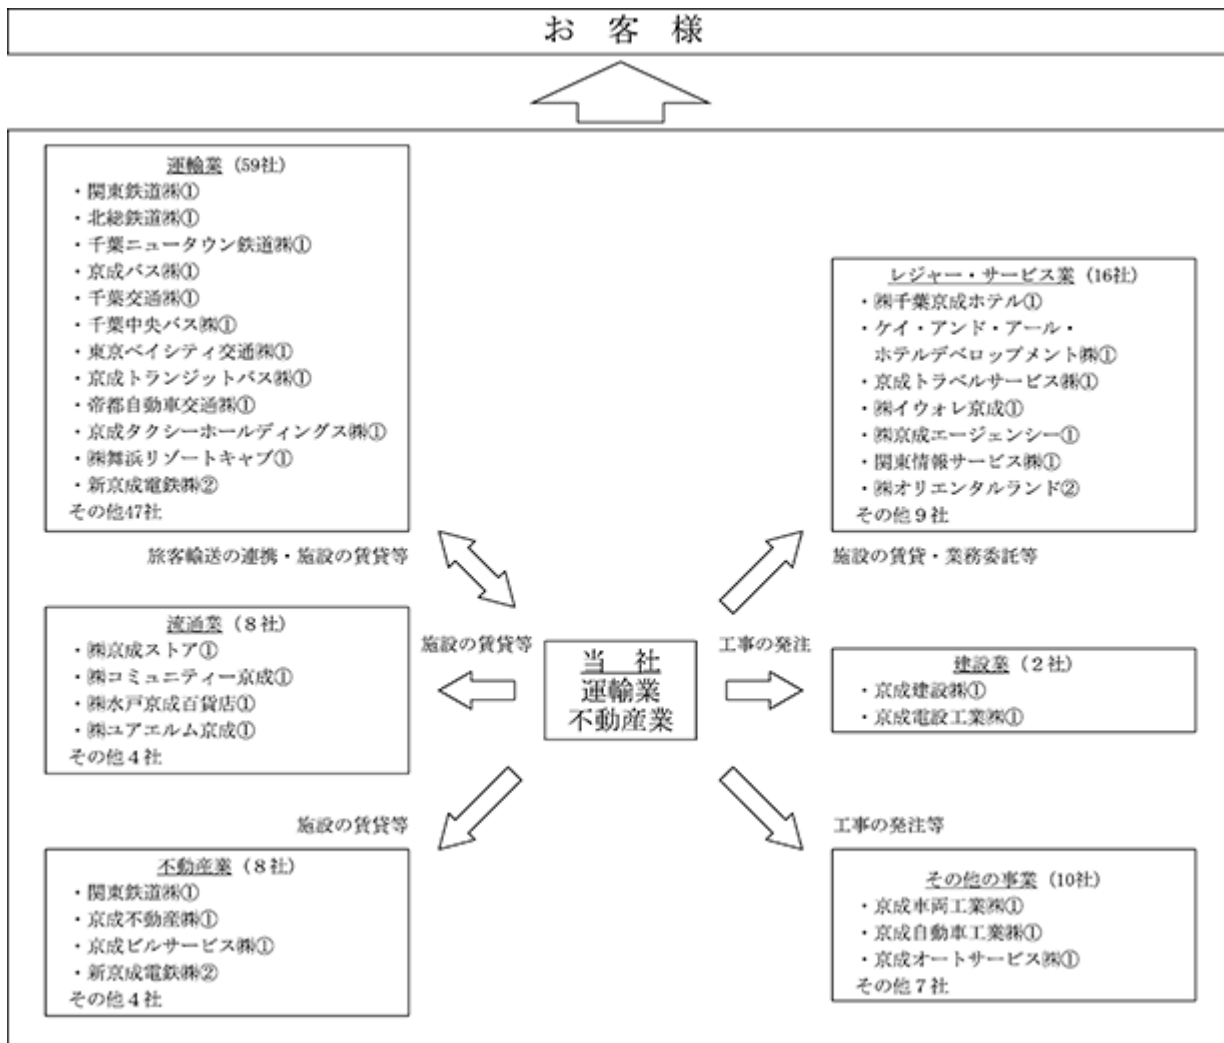 お 客 様
運輸業 (59社)
・関東鉄道㈱①
・北総鉄道㈱①
・千葉ニュータウン鉄道㈱①
・京成バス㈱①
・千葉交通㈱①
・千葉中央バス㈱①
・東京ベイシティ交通㈱①
・京成トランジットバス㈱①
・帝都自動車交通㈱①
・京成タクシーホールディングス㈱①
・㈱舞浜リゾートキャブ①
・新京成電鉄㈱②
その他47社
旅客輸送の連携・施設の賃貸等
流通業 (8社)
・㈱京成ストア①
・㈱コミュニティー京成①
・㈱水戸京成百貨店①
・㈱ユアエルム京成①
その他4社
施設の賃貸等
施設の賃貸等
不動産業 (8社)
・関東鉄道㈱①
・京成不動産㈱①
・京成ビルサービス㈱①
・新京成電鉄㈱②
その他4社
当 社
運輸業
不動産業
レジャー・サービス業 (16社)
・㈱千葉京成ホテル①
・ケイ・アンド・アール・
ホテルデベロップメント㈱①
・京成トラベルサービス㈱①
・㈱イウォレ京成①
・㈱京成エージェンシー①
・関東情報サービス㈱①
・㈱オリエンタルランド②
その他9社
施設の賃貸・業務委託等
工事の発注
建設業 (2社)
・京成建設㈱①
・京成電設工業㈱①
工事の発注等
その他の事業 (10社)
・京成車両工業㈱①
・京成自動車工業㈱①
・京成オートサービス㈱①
その他7社